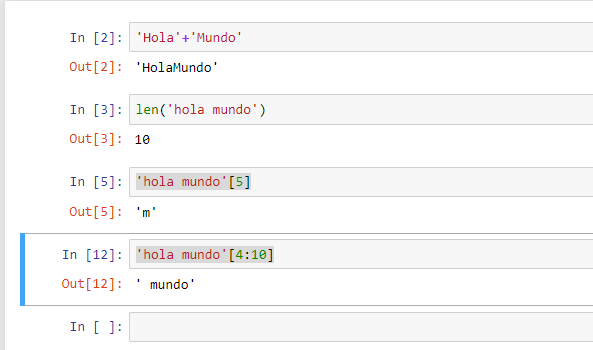 In [2]: 'Hola'+'Mundo'
Out[2]: 'HolaMundo'
In [3]: len('hola mundo')
Out[3]: 10
In [5]: 'hola mundo'[5]
Out[5]: 'm'
In [12]: 'hola mundo'[4:10]
Out[12]: ' mundo'
In [ ]: